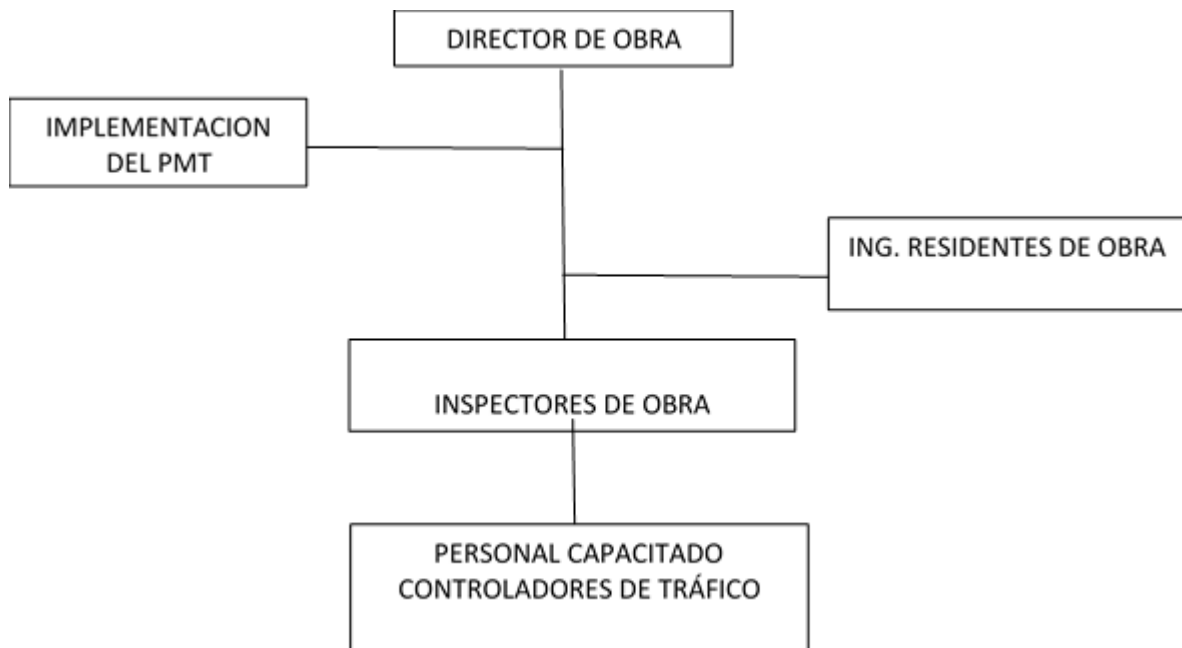 DIRECTOR DE OBRA
IMPLEMENTACION
DEL PMT
ING. RESIDENTES DE OBRA
INSPECTORES DE OBRA
PERSONAL CAPACITADO
CONTROLADORES DE TRÁFICO